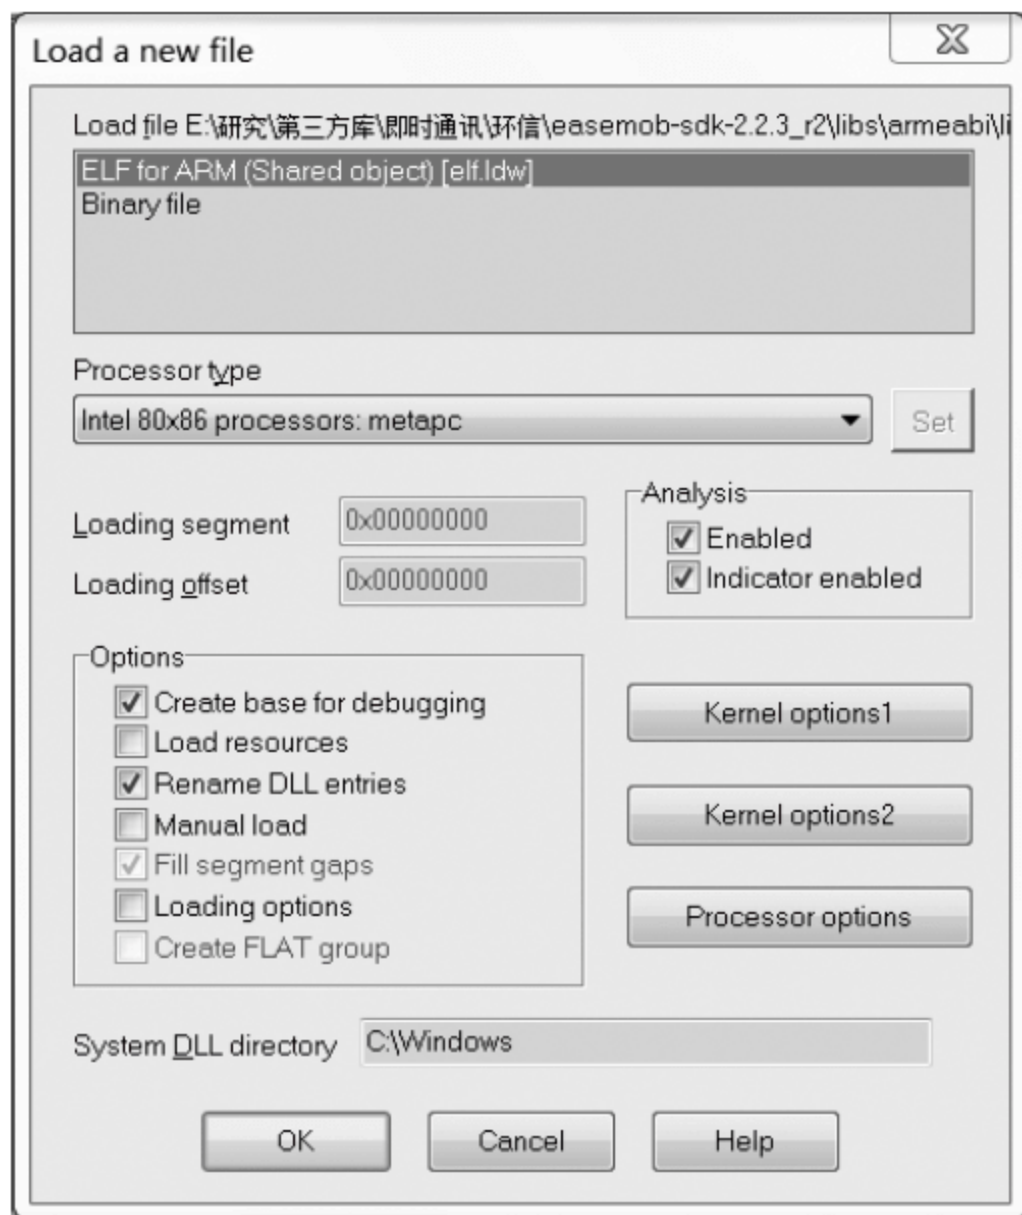 Load a new file
Load file E:\研究\第三方库\即时通讯\环信\easemob-sdk-2.2.3_r2\libs\armeabi\li
ELF for ARM (Shared object) [elf.ldw]
Binary file
Processor type
Intel 80x86 processors: metapc
Set
Loading segment 0x00000000
Loading offset 0x00000000
Analysis
Enabled
Indicator enabled
Options
Create base for debugging
Load resources
Rename DLL entries
Manual load
Fill segment gaps
Loading options
Create FLAT group
Kernel options1
Kernel options2
Processor options
System DLL directory C:\Windows
OK Cancel Help